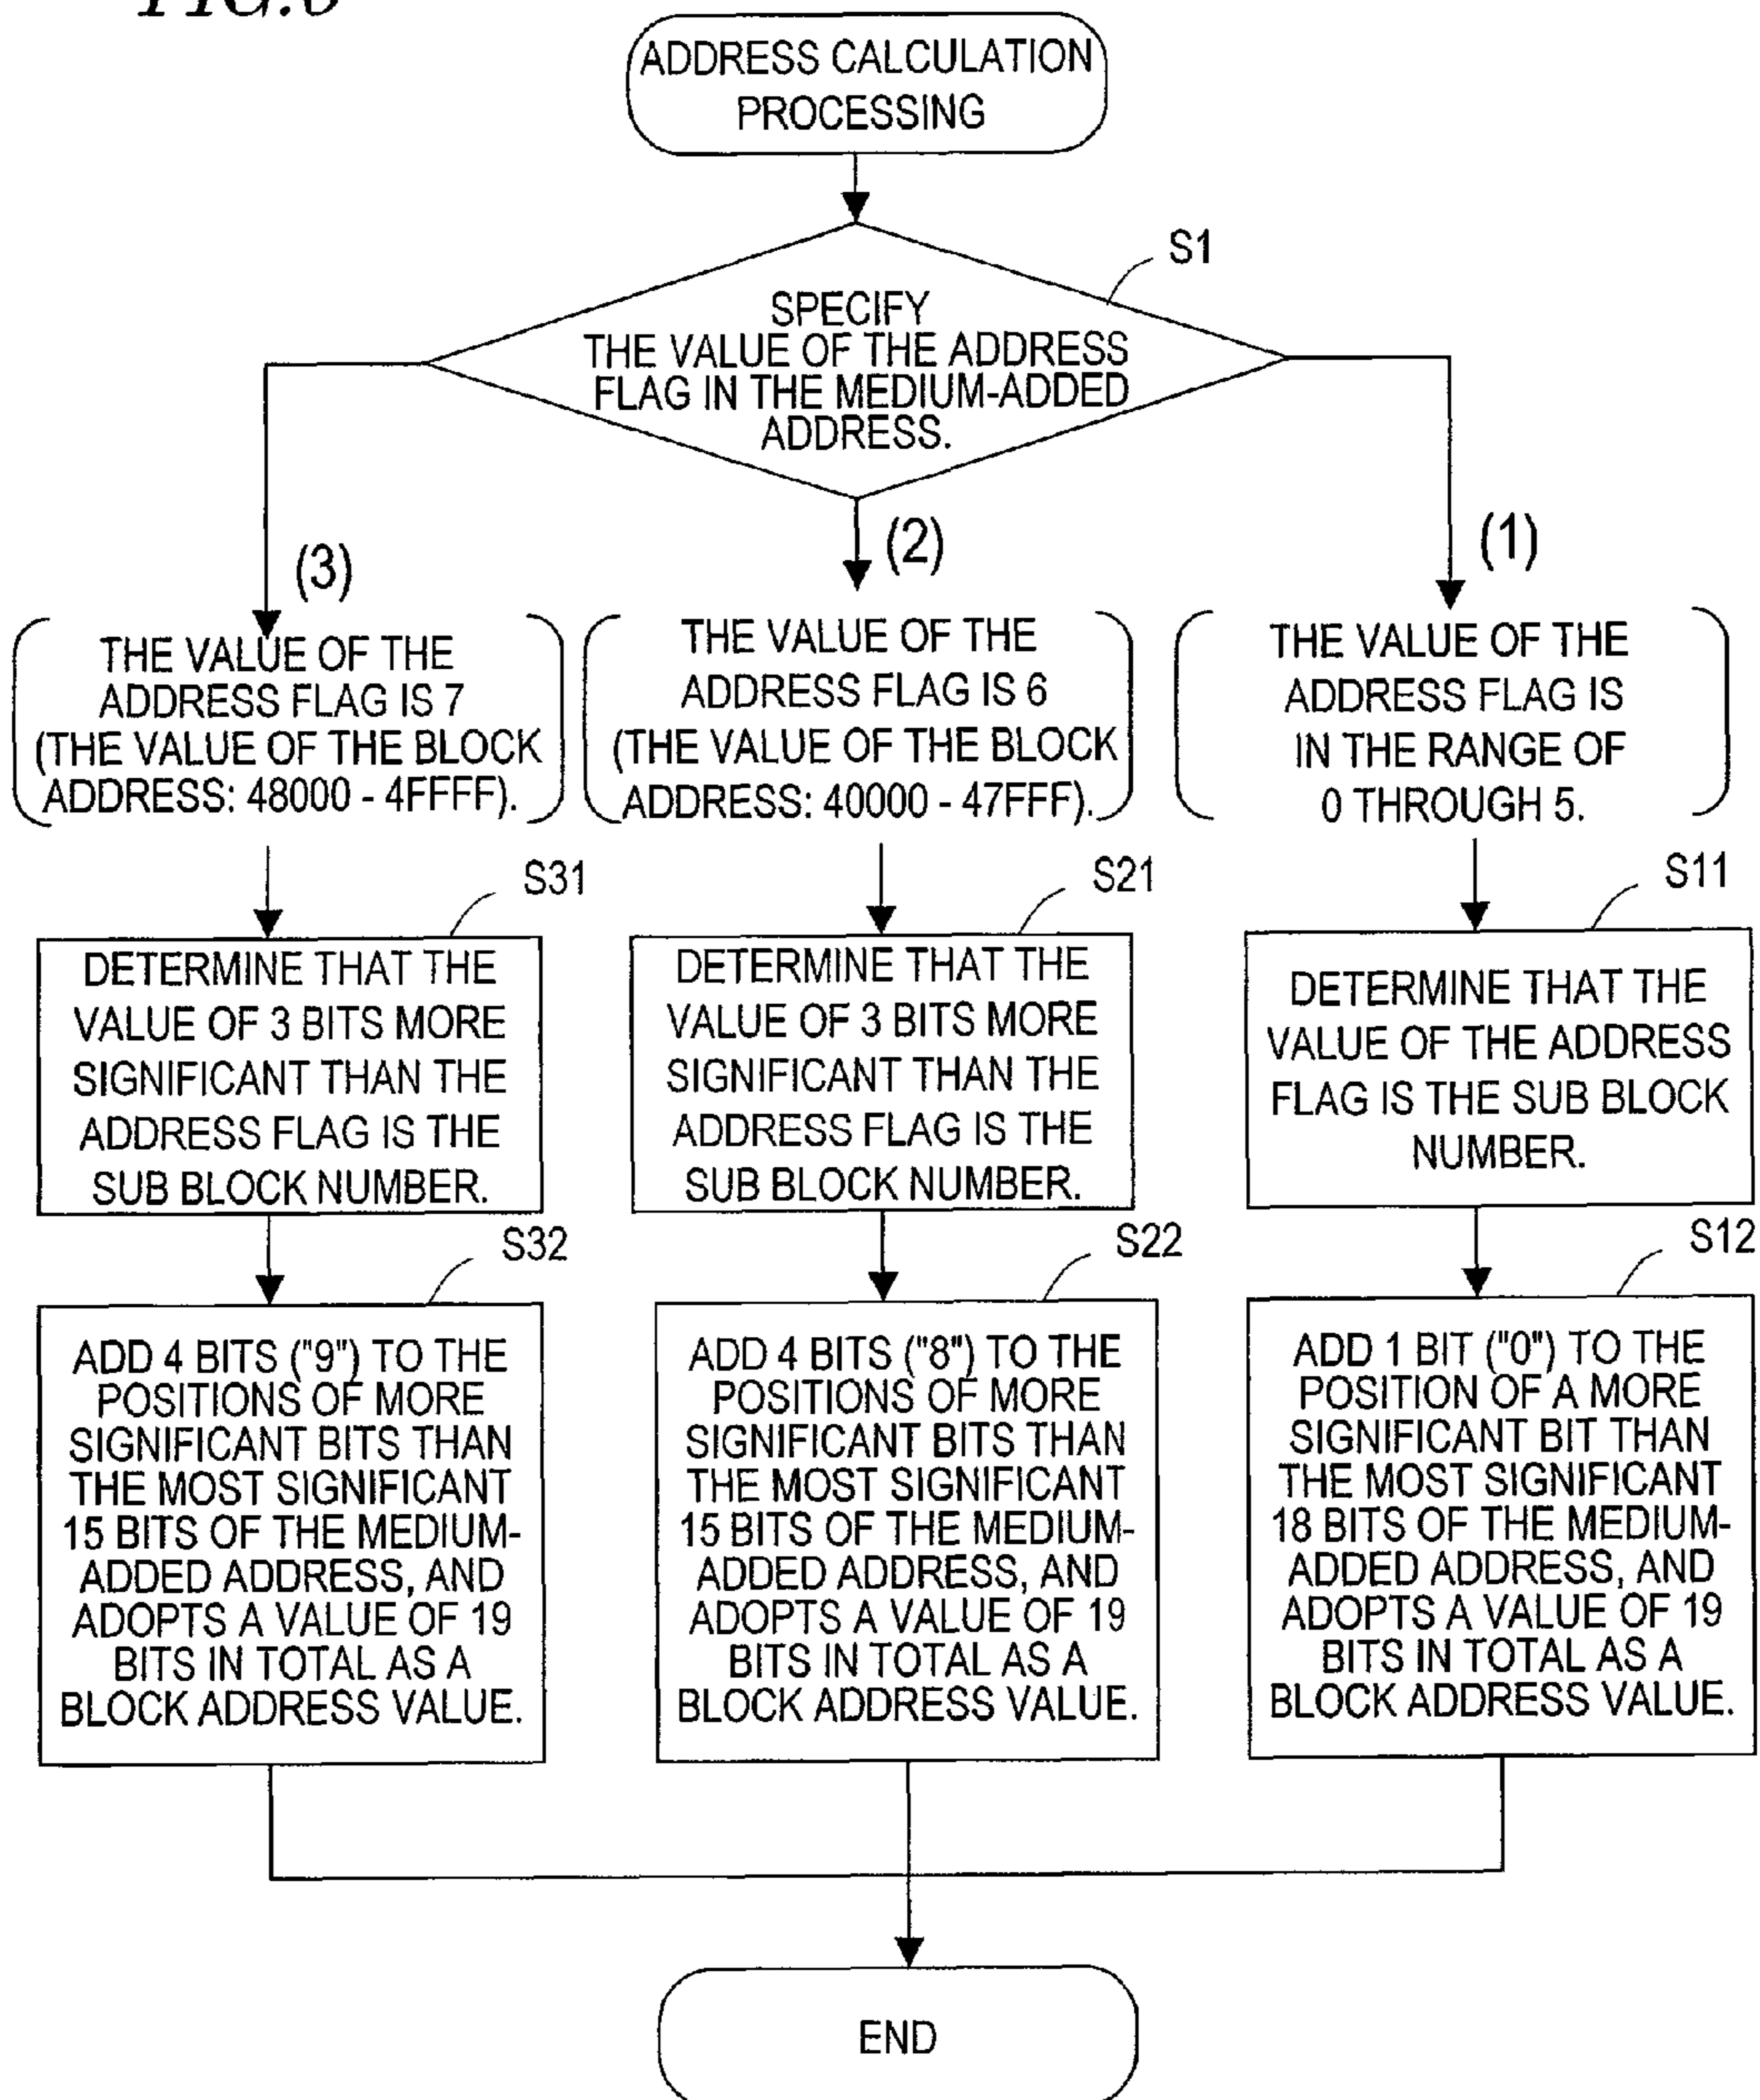 ADDRESS CALCULATION
PROCESSING
S1
SPECIFY
THE VALUE OF THE ADDRESS
FLAG IN THE MEDIUM-ADDED
ADDRESS.
(3)
(2)
(1)
THE VALUE OF THE
ADDRESS FLAG IS 7
(THE VALUE OF THE BLOCK
ADDRESS: 48000 - 4FFFF).
THE VALUE OF THE
ADDRESS FLAG IS 6
(THE VALUE OF THE BLOCK
ADDRESS: 40000 - 47FFF).
THE VALUE OF THE
ADDRESS FLAG IS
IN THE RANGE OF
0 THROUGH 5.
S31
S21
S11
DETERMINE THAT THE
VALUE OF 3 BITS MORE
SIGNIFICANT THAN THE
ADDRESS FLAG IS THE
SUB BLOCK NUMBER.
DETERMINE THAT THE
VALUE OF 3 BITS MORE
SIGNIFICANT THAN THE
ADDRESS FLAG IS THE
SUB BLOCK NUMBER.
DETERMINE THAT THE
VALUE OF THE ADDRESS
FLAG IS THE SUB BLOCK
NUMBER.
S32
S22
S12
ADD 4 BITS ("9") TO THE
POSITIONS OF MORE
SIGNIFICANT BITS THAN
THE MOST SIGNIFICANT
15 BITS OF THE MEDIUM-
ADDED ADDRESS, AND
ADOPTS A VALUE OF 19
BITS IN TOTAL AS A
BLOCK ADDRESS VALUE.
ADD 4 BITS ("8") TO THE
POSITIONS OF MORE
SIGNIFICANT BITS THAN
THE MOST SIGNIFICANT
15 BITS OF THE MEDIUM-
ADDED ADDRESS, AND
ADOPTS A VALUE OF 19
BITS IN TOTAL AS A
BLOCK ADDRESS VALUE.
ADD 1 BIT ("0") TO THE
POSITION OF A MORE
SIGNIFICANT BIT THAN
THE MOST SIGNIFICANT
18 BITS OF THE MEDIUM-
ADDED ADDRESS, AND
ADOPTS A VALUE OF 19
BITS IN TOTAL AS A
BLOCK ADDRESS VALUE.
END